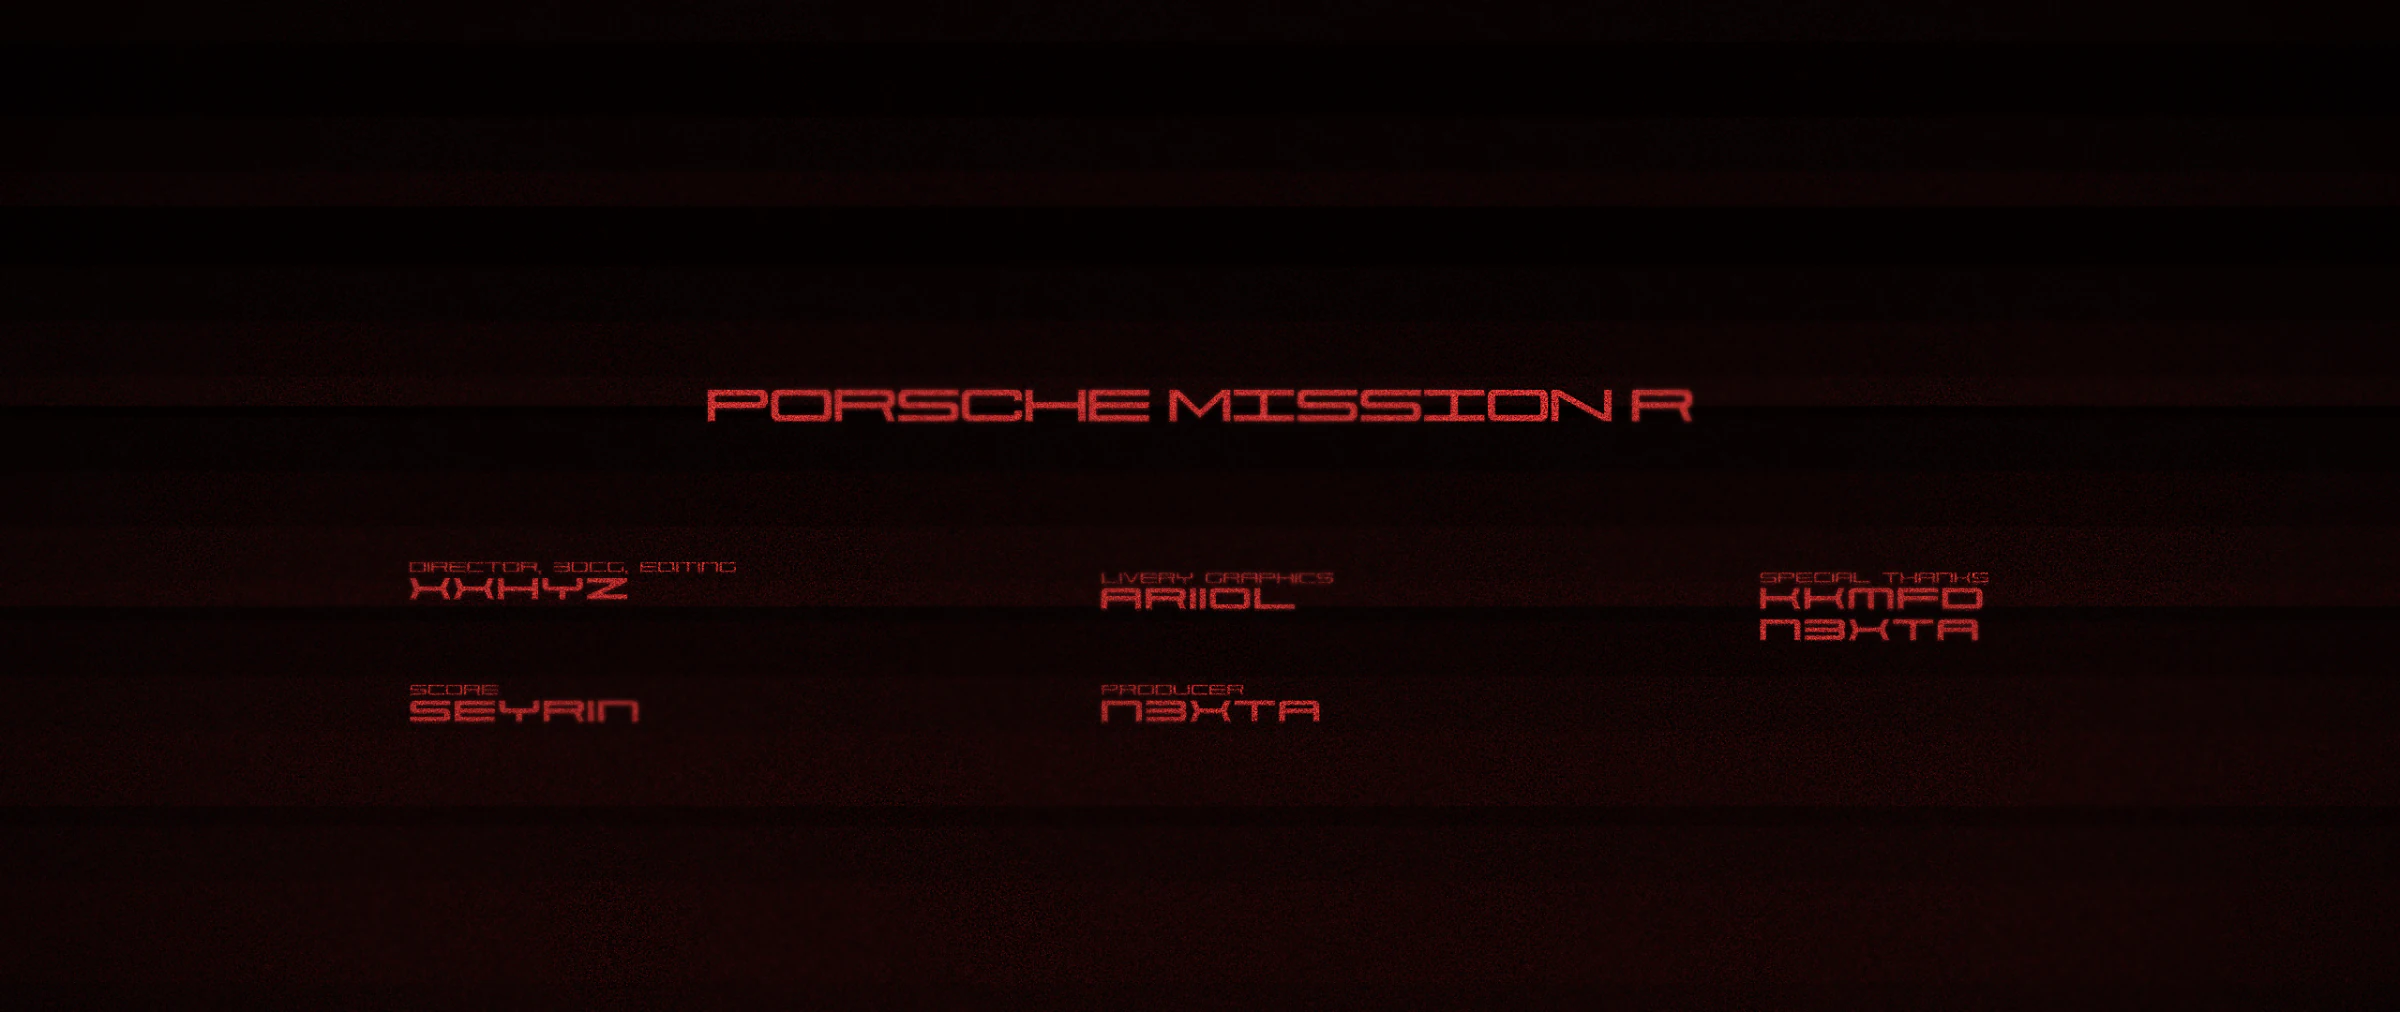 PORSCHE MISSION R
DIRECTOR, 3DCG, EDITING
XXHYZ
LIVERY GRAPHICS
ARIIOL
SPECIAL THANKS
KKMFD
N3XTA
SCORE
SEYRIN
PRODUCER
N3XTA